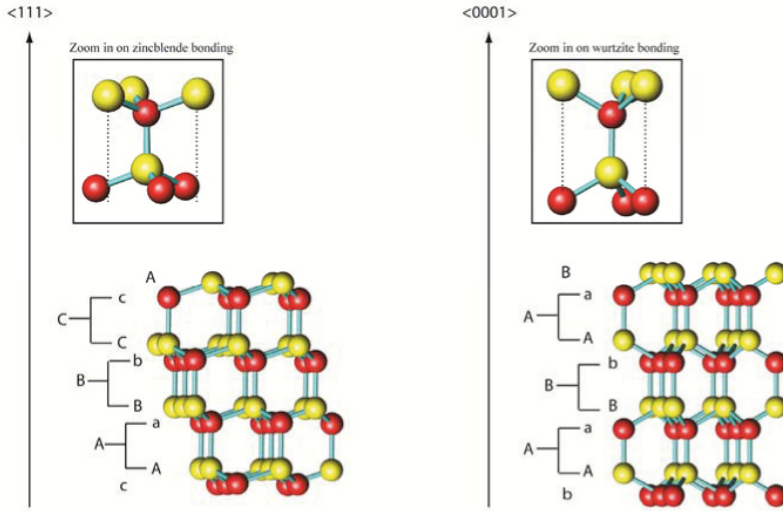 <111>
Zoom in on zincblende bonding
A
c
C
C
b
B
B
a
A
A
c
<0001>
Zoom in on wurtzite bonding
B
a
A
A
b
B
B
a
A
A
b